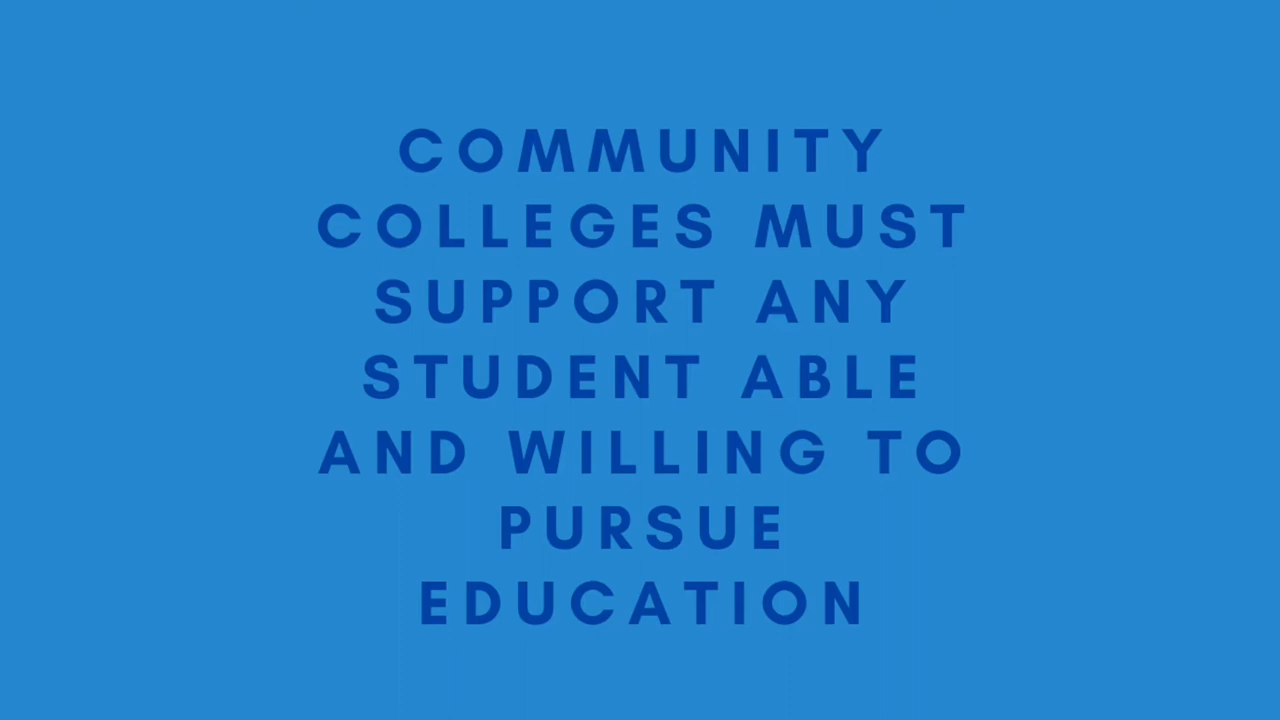 COMMUNITY
COLLEGES MUST
SUPPORT ANY
STUDENT ABLE
AND WILLING TO
PURSUE
EDUCATION